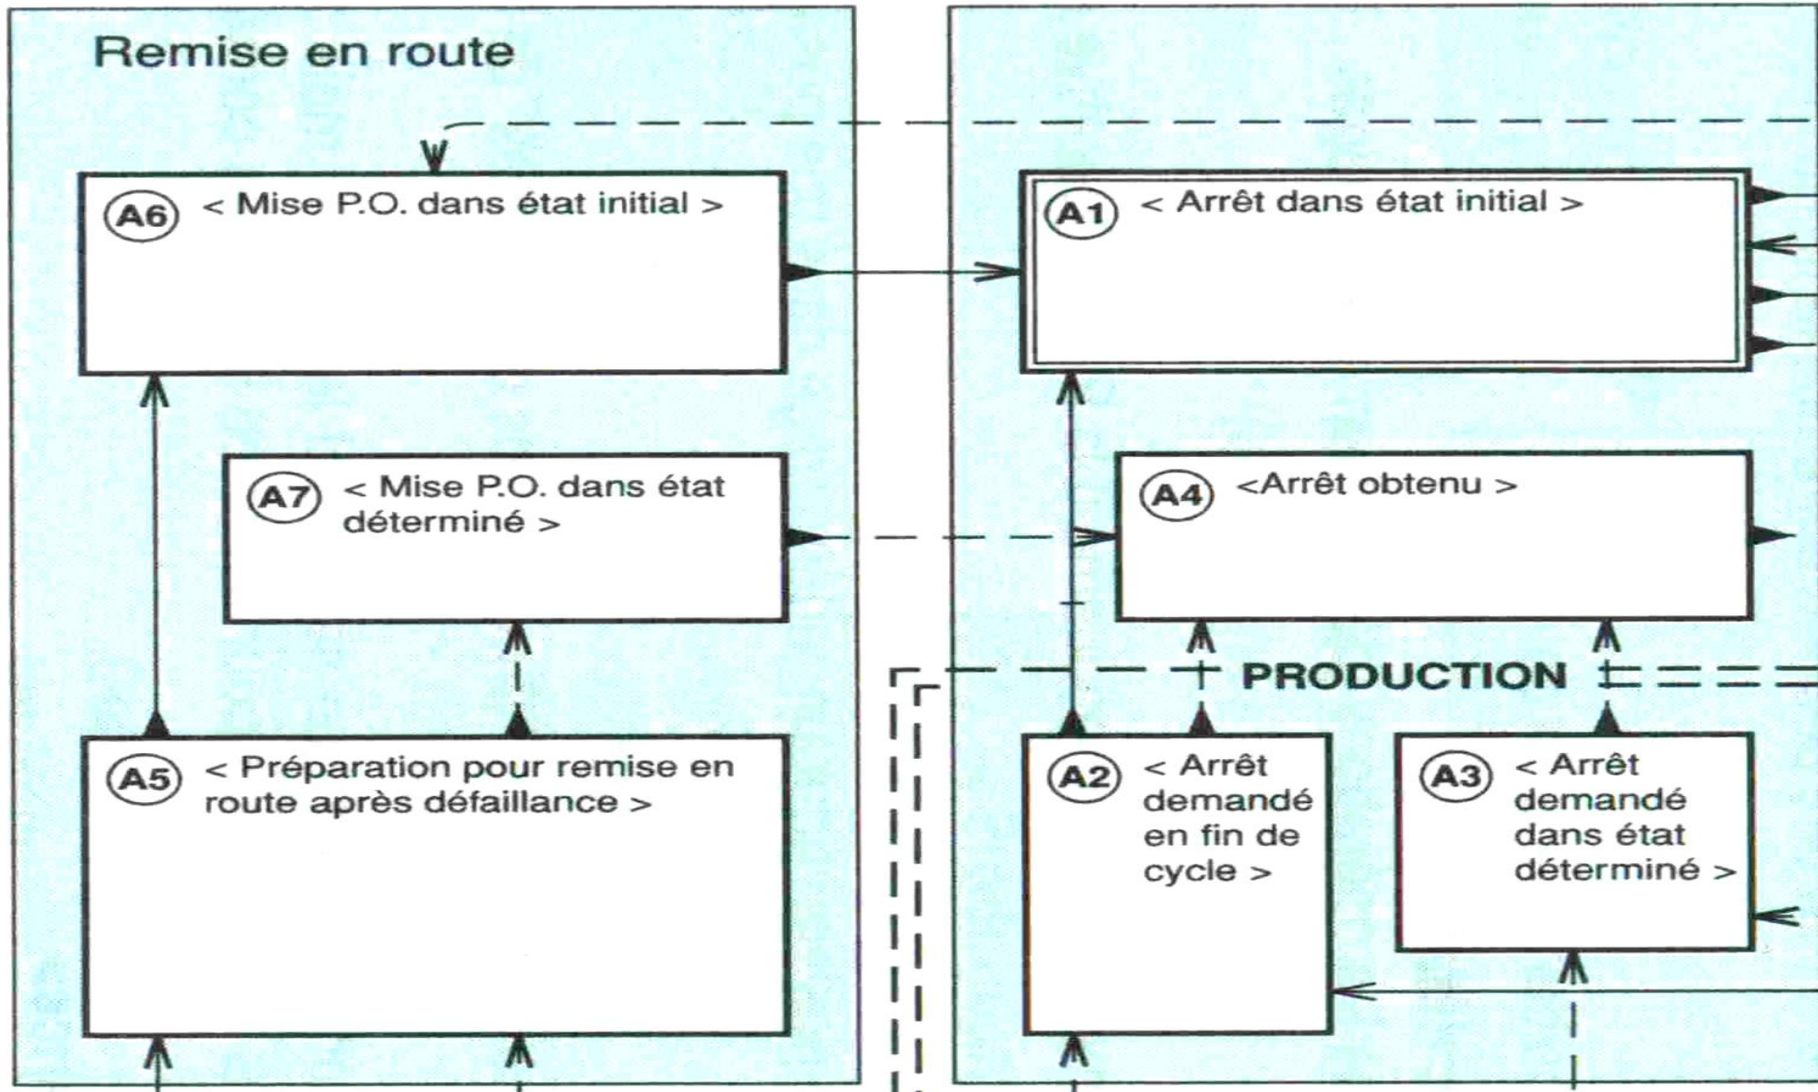 Remise en route
A6 < Mise P.O. dans état initial >
A1 < Arrêt dans état initial >
A7 < Mise P.O. dans état
déterminé >
A4 <Arrêt obtenu >
PRODUCTION
A5 < Préparation pour remise en
route après défaillance >
A2 < Arrêt
demandé
en fin de
cycle >
A3 < Arrêt
demandé
dans état
déterminé >